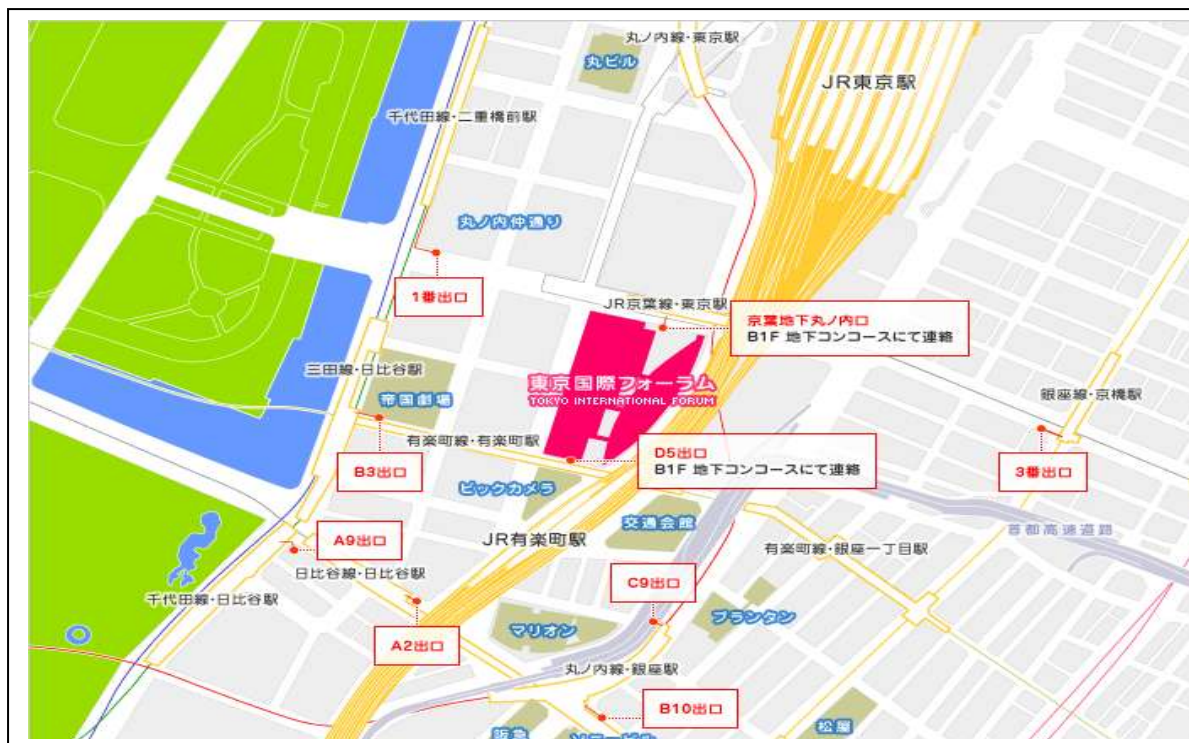 丸ノ内線・東京駅
丸ビル
JR東京駅
千代田線・二重橋前駅
丸ノ内仲通り
1番出口
JR京葉線・東京駅
京葉地下丸ノ内口
B1F 地下コンコースにて連絡
三田線・日比谷駅
東京国際フォーラム
TOKYO INTERNATIONAL FORUM
帝国劇場
銀座線・京橋駅
有楽町線・有楽町駅
D5出口
B1F 地下コンコースにて連絡
B3出口
3番出口
ビックカメラ
交通会館
首都高速道路
A9出口
JR有楽町駅
有楽町線・銀座一丁目駅
日比谷線・日比谷駅
C9出口
千代田線・日比谷駅
プランタン
マリオン
A2出口
丸ノ内線・銀座駅
B10出口
阪急
ソニービル
松屋